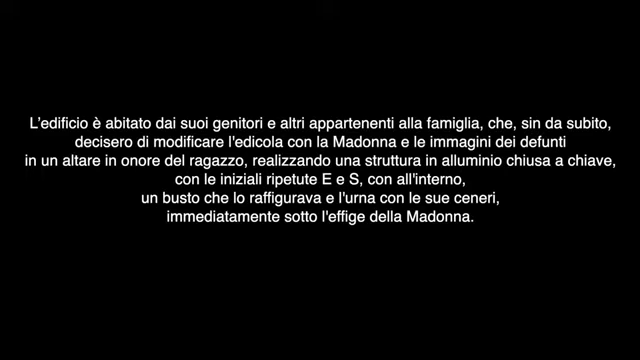 L'edificio è abitato dai suoi genitori e altri appartenenti alla famiglia, che, sin da subito,
decisero di modificare l'edicola con la Madonna e le immagini dei defunti
in un altare in onore del ragazzo, realizzando una struttura in alluminio chiusa a chiave,
con le iniziali ripetute E e S, con all'interno,
un busto che lo raffigurava e l'urna con le sue ceneri,
immediatamente sotto l'effige della Madonna.